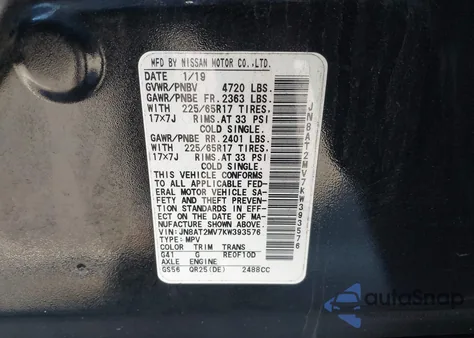 MFD BY NISSAN MOTOR CO.,LTD.
DATE 1/19
GVWR/PNBV 4720 LBS.
GAWR/PNBE FR. 2363 LBS.
WITH 225/65R17 TIRES
17x7J RIMS,AT 33 PSI
COLD SINGLE.
GAWR/PNBE RR. 2401 LBS.
WITH 225/65R17 TIRES,
17x7J RIMS,AT 33 PSI
COLD SINGLE.
THIS VEHICLE CONFORMS
TO ALL APPLICABLE FED-
ERAL MOTOR VEHICLE SA-
FETY AND THEFT PREVEN-
TION STANDARDS IN EFF-
ECT ON THE DATE OF MA-
NUFACTURE SHOWN ABOVE.
VIN:JN8AT2MV7KW393576
TYPE: MPV
COLOR TRIM TRANS
G41 G RE0F10D
AXLE ENGINE
GS56 QR25(DE) 2488CC
JN8AT2MV7KW393576
autoSnap